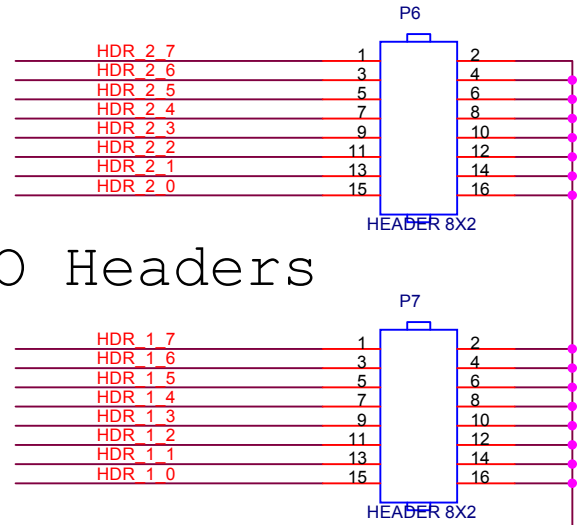 P6
HDR_2_7 1 2
HDR_2_6 3 4
HDR_2_5 5 6
HDR_2_4 7 8
HDR_2_3 9 10
HDR_2_2 11 12
HDR_2_1 13 14
HDR_2_0 15 16
HEADER 8X2
O Headers
P7
HDR_1_7 1 2
HDR_1_6 3 4
HDR_1_5 5 6
HDR_1_4 7 8
HDR_1_3 9 10
HDR_1_2 11 12
HDR_1_1 13 14
HDR_1_0 15 16
HEADER 8X2